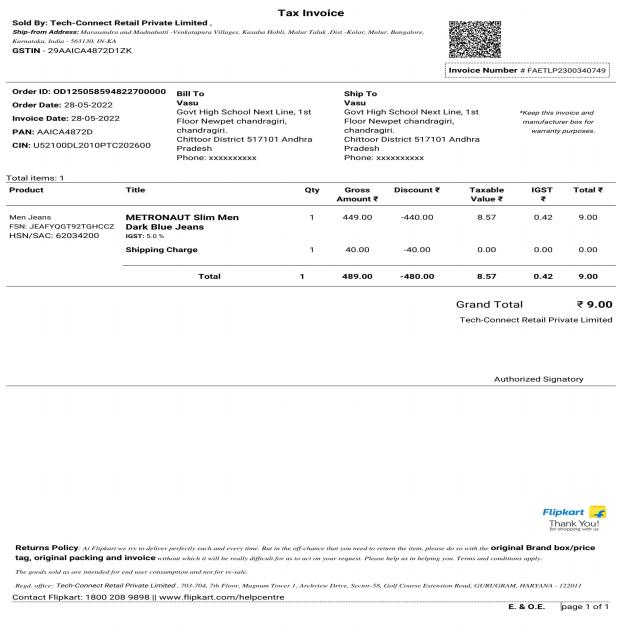 Tax Invoice
Sold By: Tech-Connect Retail Private Limited ,
Ship-from Address: Marasandra and Madnahatti -Venkatapura Villages, Kasaba Hobli, Malur Taluk ,Dist -Kolar, Malur, Bangalore,
Karnataka, India - 563130, IN-KA
GSTIN - 29AAICA4872D1ZK
Invoice Number # FAETLP2300340749
Order ID: OD125058594822700000
Order Date: 28-05-2022
Invoice Date: 28-05-2022
PAN: AAICA4872D
CIN: U52100DL2010PTC202600
Bill To
Vasu
Govt High School Next Line, 1st
Floor Newpet chandragiri,
chandragiri.
Chittoor District 517101 Andhra
Pradesh
Phone: xxxxxxxxxx
Ship To
Vasu
Govt High School Next Line, 1st
Floor Newpet chandragiri,
chandragiri.
Chittoor District 517101 Andhra
Pradesh
Phone: xxxxxxxxxx
*Keep this invoice and
manufacturer box for
warranty purposes.
Total items: 1
Product Title Qty Gross Amount ₹ Discount ₹ Taxable Value ₹ IGST ₹ Total ₹
Men Jeans
FSN: JEAFYQGT92TGHCCZ
HSN/SAC: 62034200
METRONAUT Slim Men
Dark Blue Jeans
IGST: 5.0 %
1 449.00 -440.00 8.57 0.42 9.00
Shipping Charge 1 40.00 -40.00 0.00 0.00 0.00
Total 1 489.00 -480.00 8.57 0.42 9.00
Grand Total ₹ 9.00
Tech-Connect Retail Private Limited
Authorized Signatory
Flipkart
Thank You!
for shopping with us
Returns Policy: At Flipkart we try to deliver perfectly each and every time. But in the off-chance that you need to return the item, please do so with the original Brand box/price
tag, original packing and invoice without which it will be really difficult for us to act on your request. Please help us in helping you. Terms and conditions apply.
The goods sold as are intended for end user consumption and not for re-sale.
Regd. office: Tech-Connect Retail Private Limited , 703-704, 7th Floor, Magnum Tower 1, Archview Drive, Sector-58, Golf Course Extension Road, GURUGRAM, HARYANA - 122011
Contact Flipkart: 1800 208 9898 || www.flipkart.com/helpcentre
E. & O.E. page 1 of 1